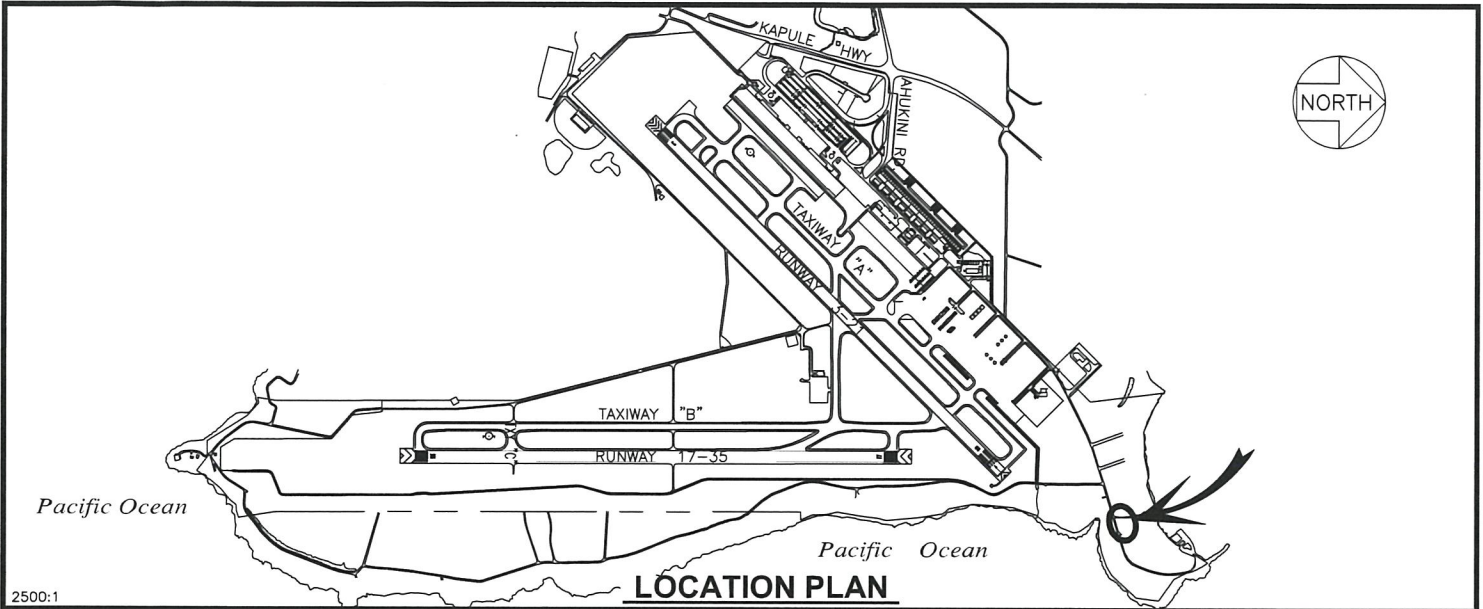 KAPULE HWY
AHUKINI RD
NORTH
TAXIWAY "A"
RUNWAY
TAXIWAY "B"
RUNWAY 17-35
Pacific Ocean
Pacific Ocean
LOCATION PLAN
2500:1